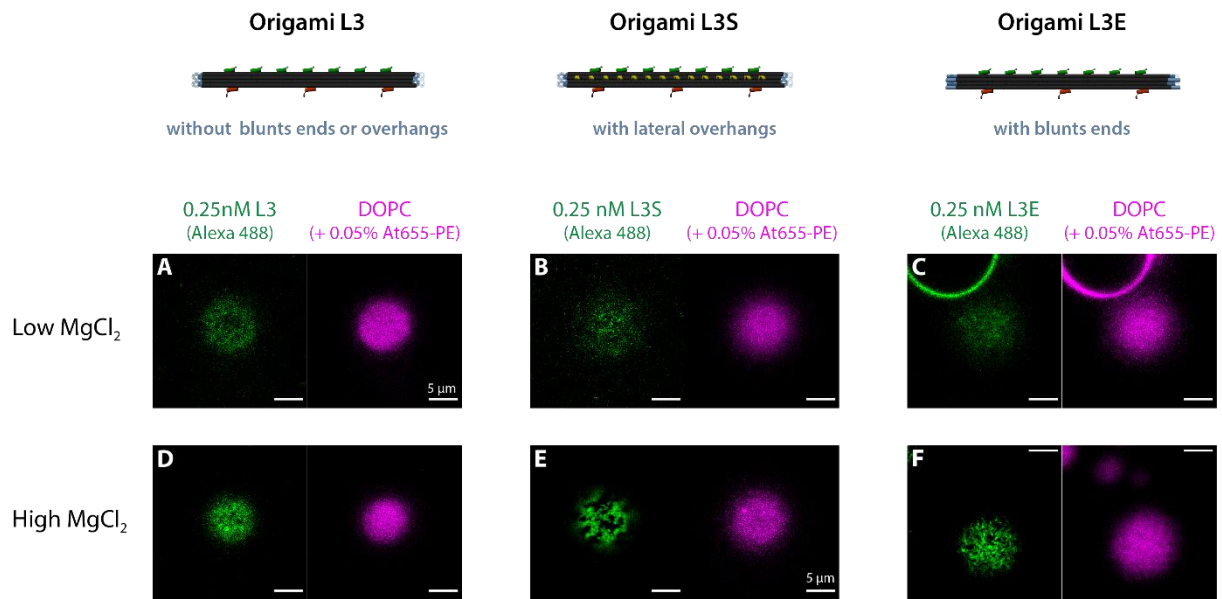 Origami L3
Origami L3S
Origami L3E
without blunts ends or overhangs
with lateral overhangs
with blunts ends
0.25nM L3
(Alexa 488)
DOPC
(+ 0.05% At655-PE)
0.25 nM L3S
(Alexa 488)
DOPC
(+ 0.05% At655-PE)
0.25 nM L3E
(Alexa 488)
DOPC
(+ 0.05% At655-PE)
Low MgCl₂
A
5 µm
B
C
High MgCl₂
D
E
5 µm
F